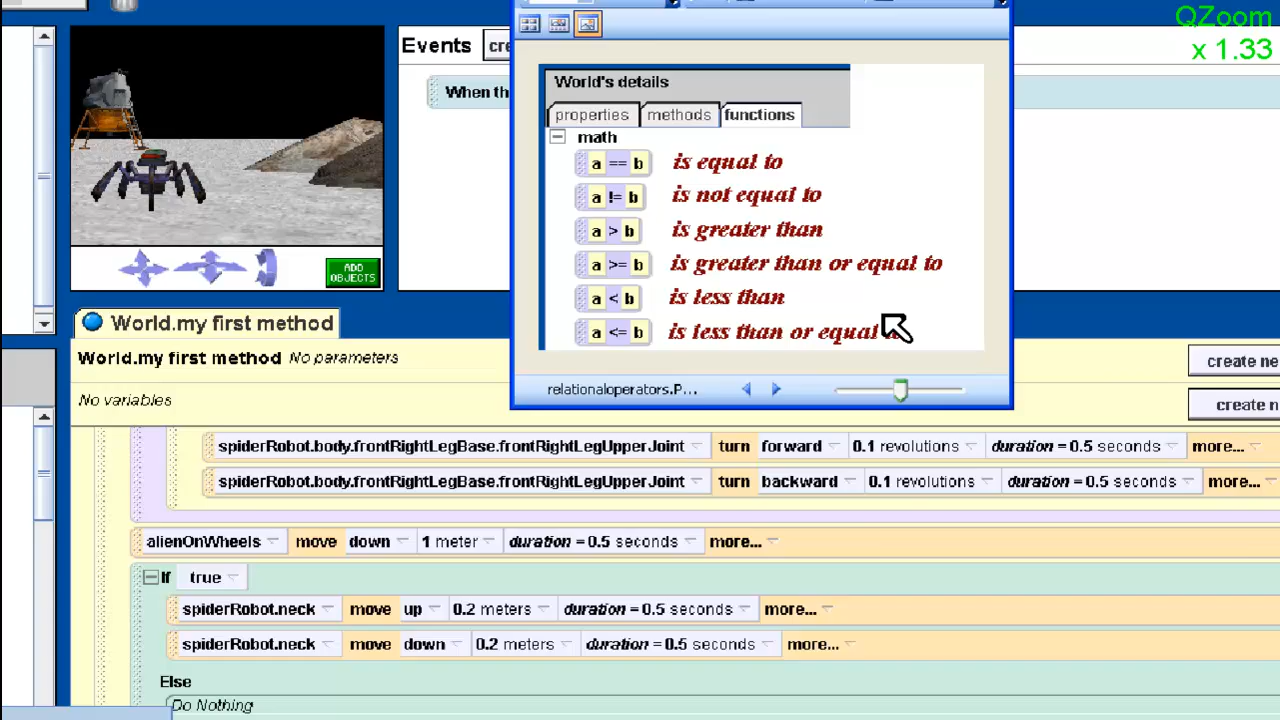 QZoom
x 1.33
Events
When th
World's details
properties methods functions
math
a == b is equal to
a != b is not equal to
a > b is greater than
a >= b is greater than or equal to
a < b is less than
a <= b is less than or equal
relationaloperators.P...
ADD
OBJECTS
World.my first method
World.my first method No parameters
create ne
No variables
create n
spiderRobot.body.frontRightLegBase.frontRightLegUpperJoint turn forward 0.1 revolutions duration = 0.5 seconds more...
spiderRobot.body.frontRightLegBase.frontRightLegUpperJoint turn backward 0.1 revolutions duration = 0.5 seconds more...
alienOnWheels move down 1 meter duration = 0.5 seconds more...
If true
spiderRobot.neck move up 0.2 meters duration = 0.5 seconds more...
spiderRobot.neck move down 0.2 meters duration = 0.5 seconds more...
Else
Do Nothing